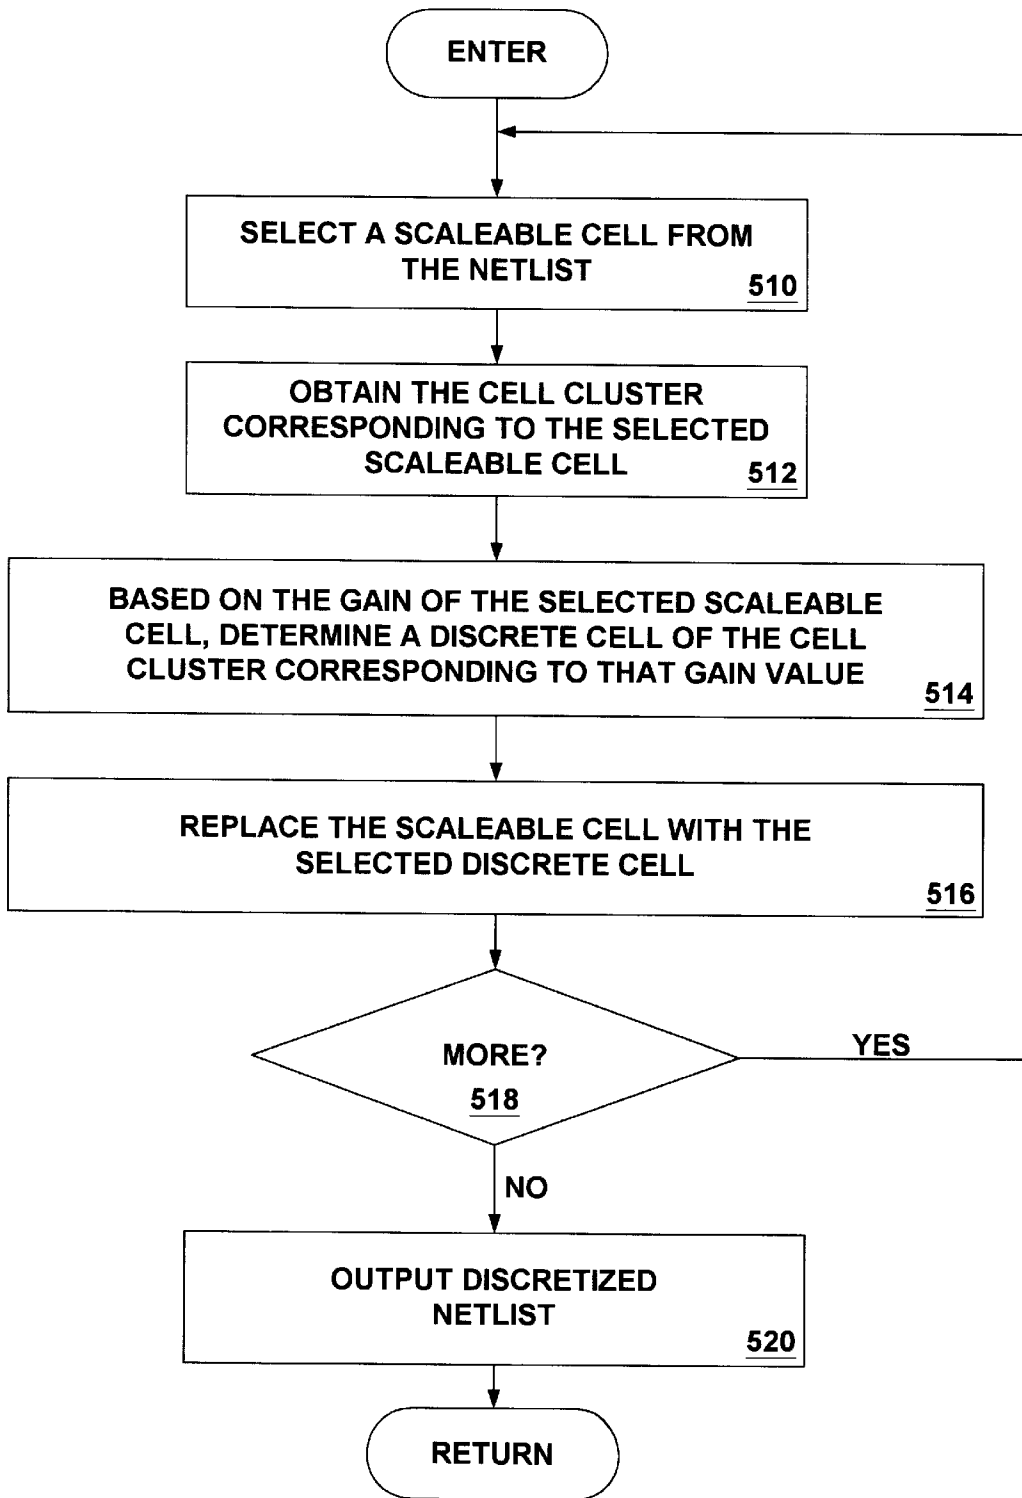 ENTER
SELECT A SCALEABLE CELL FROM
THE NETLIST
510
OBTAIN THE CELL CLUSTER
CORRESPONDING TO THE SELECTED
SCALEABLE CELL
512
BASED ON THE GAIN OF THE SELECTED SCALEABLE
CELL, DETERMINE A DISCRETE CELL OF THE CELL
CLUSTER CORRESPONDING TO THAT GAIN VALUE
514
REPLACE THE SCALEABLE CELL WITH THE
SELECTED DISCRETE CELL
516
MORE?
518
YES
NO
OUTPUT DISCRETIZED
NETLIST
520
RETURN